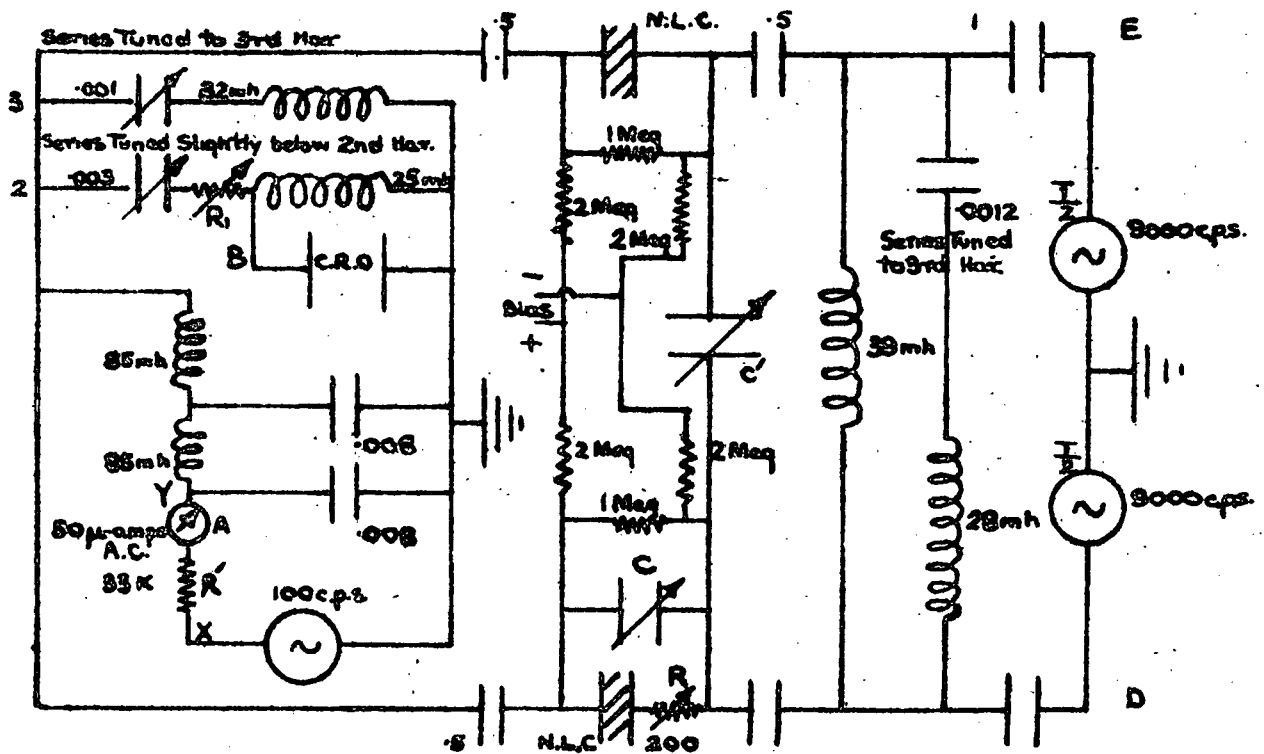 Series Tuned to 3rd Har
.5
N.L.C.
.5
1
E
3
.001
32mh
Series Tuned Slightly below 2nd Har.
2
.003
R₁
25mh
B
C.R.O
1 Meg
2 Meg
2 Meg
-
Bias
+
C'
39mh
.0012
Series Tuned
to 3rd Har.
9000 c.p.s.
85mh
.008
85mh
Y
.008
50μ-amps
A
A.C.
33K
R'
X
100 c.p.s
2 Meg
2 Meg
1 Meg
C
28mh
9000 c.p.s.
R
200
.5
N.L.C
D